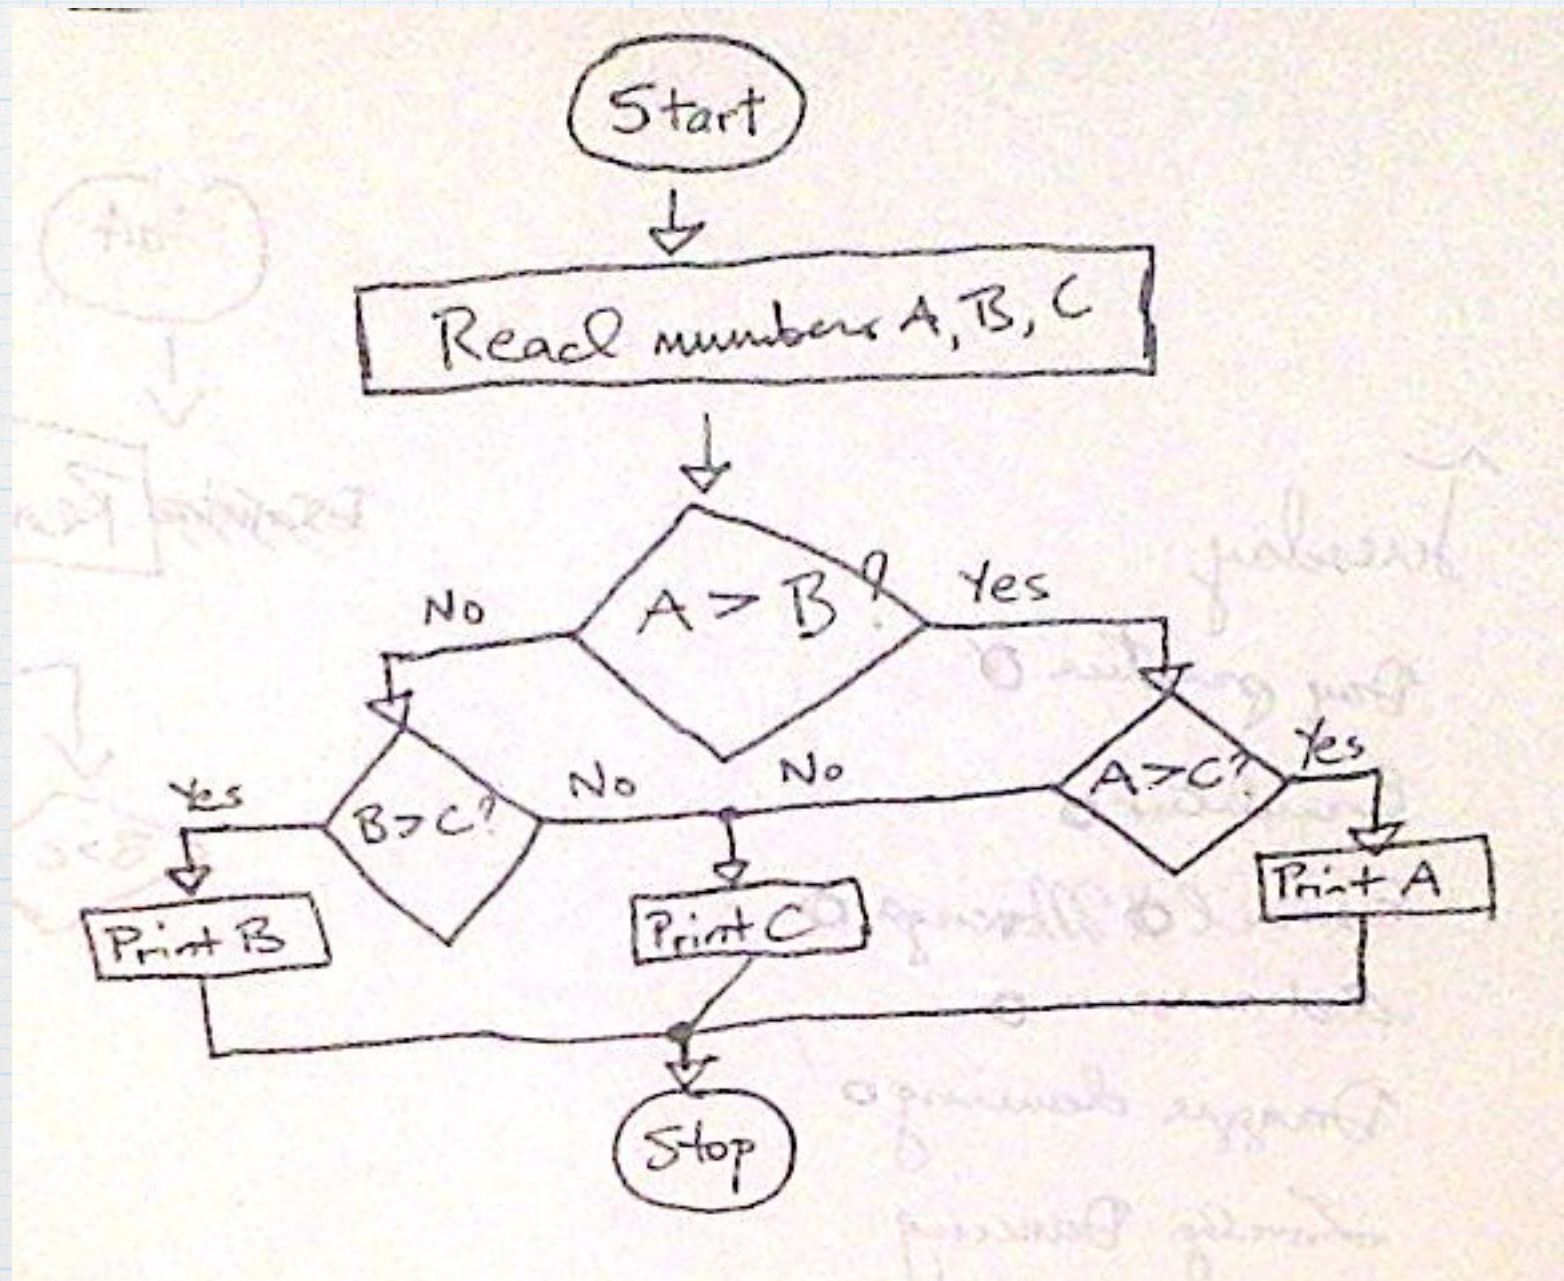 Start
Read numbers A, B, C
A > B?
No
Yes
B > C?
Yes
No
No
A > C?
Yes
Print B
Print C
Print A
Stop